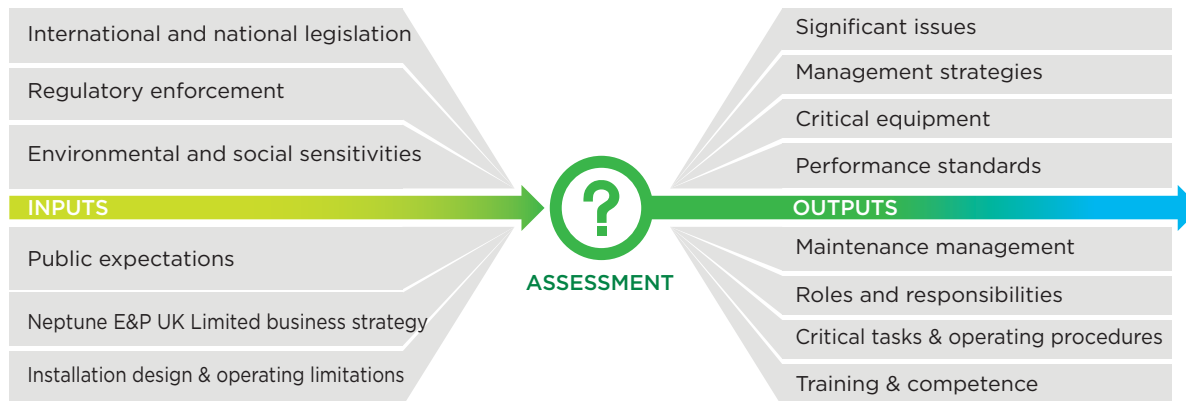 International and national legislation
Regulatory enforcement
Environmental and social sensitivities
INPUTS
Public expectations
Neptune E&P UK Limited business strategy
Installation design & operating limitations
?
ASSESSMENT
Significant issues
Management strategies
Critical equipment
Performance standards
OUTPUTS
Maintenance management
Roles and responsibilities
Critical tasks & operating procedures
Training & competence